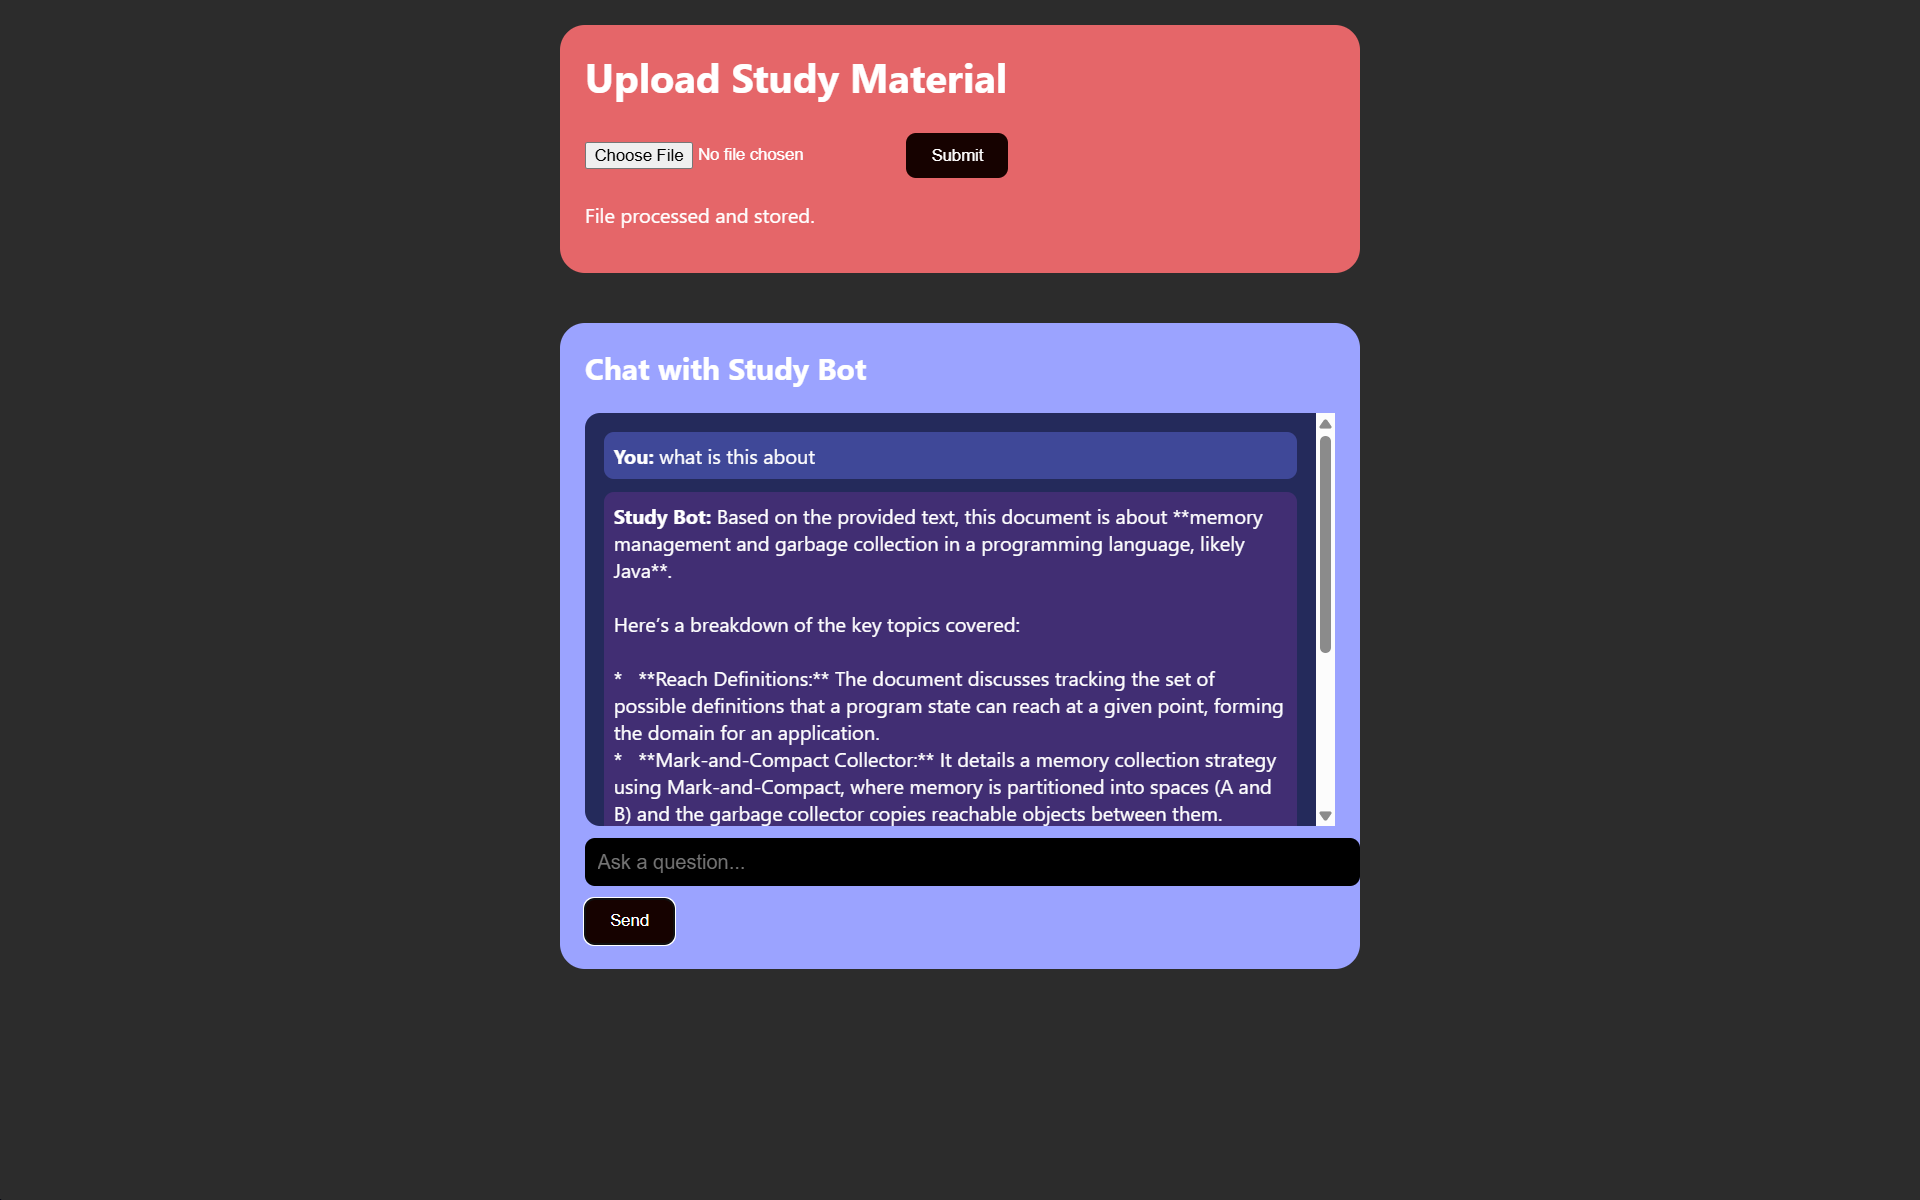 Upload Study Material
Choose File No file chosen Submit
File processed and stored.
Chat with Study Bot
You: what is this about
Study Bot: Based on the provided text, this document is about **memory
management and garbage collection in a programming language, likely
Java**.
Here’s a breakdown of the key topics covered:
*   **Reach Definitions:** The document discusses tracking the set of
possible definitions that a program state can reach at a given point, forming
the domain for an application.
*   **Mark-and-Compact Collector:** It details a memory collection strategy
using Mark-and-Compact, where memory is partitioned into spaces (A and
B) and the garbage collector copies reachable objects between them.
Ask a question...
Send